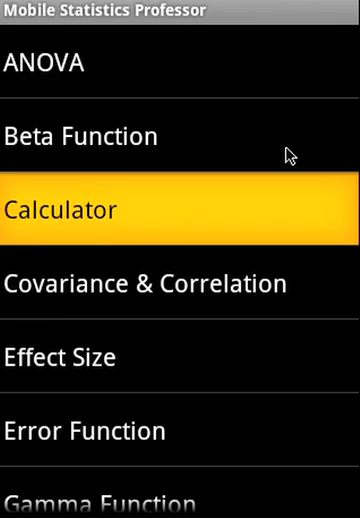 Mobile Statistics Professor
ANOVA
Beta Function
Calculator
Covariance & Correlation
Effect Size
Error Function
Gamma Function